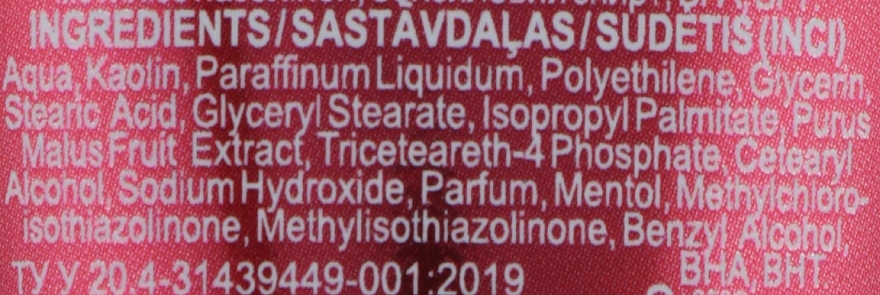 INGREDIENTS/SASTĀVDAĻAS/SUDĖTIS (INCI)
Aqua, Kaolin, Paraffinum Liquidum, Polyethilene, Glycerin,
Stearic Acid, Glyceryl Stearate, Isopropyl Palmitate, Purus
Malus Fruit Extract, Triceteareth-4 Phosphate, Cetearyl
Alcohol, Sodium Hydroxide, Parfum, Mentol, Methylchloro-
isothiazolinone, Methylisothiazolinone, Benzyl Alcohol,
BHA, BHT.
ТУ У 20.4-31439449-001:2019